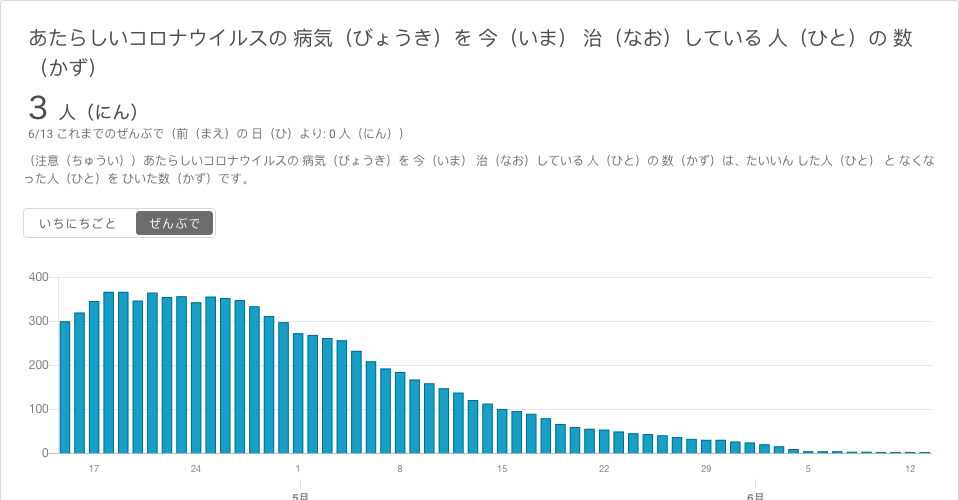 あたらしいコロナウイルスの 病気（びょうき）を 今（いま） 治（なお）している 人（ひと）の 数
（かず）
3 人（にん）
6/13 これまでのぜんぶで（前（まえ）の 日（ひ）より: 0 人（にん））
（注意（ちゅうい））あたらしいコロナウイルスの 病気（びょうき）を 今（いま） 治（なお）している 人（ひと）の 数（かず）は、たいいん した人（ひと） と なくな
った人（ひと）を ひいた数（かず）です。
いちにちごと ぜんぶで
400
300
200
100
0
17 24 1 8 15 22 29 5 12
5月 6月